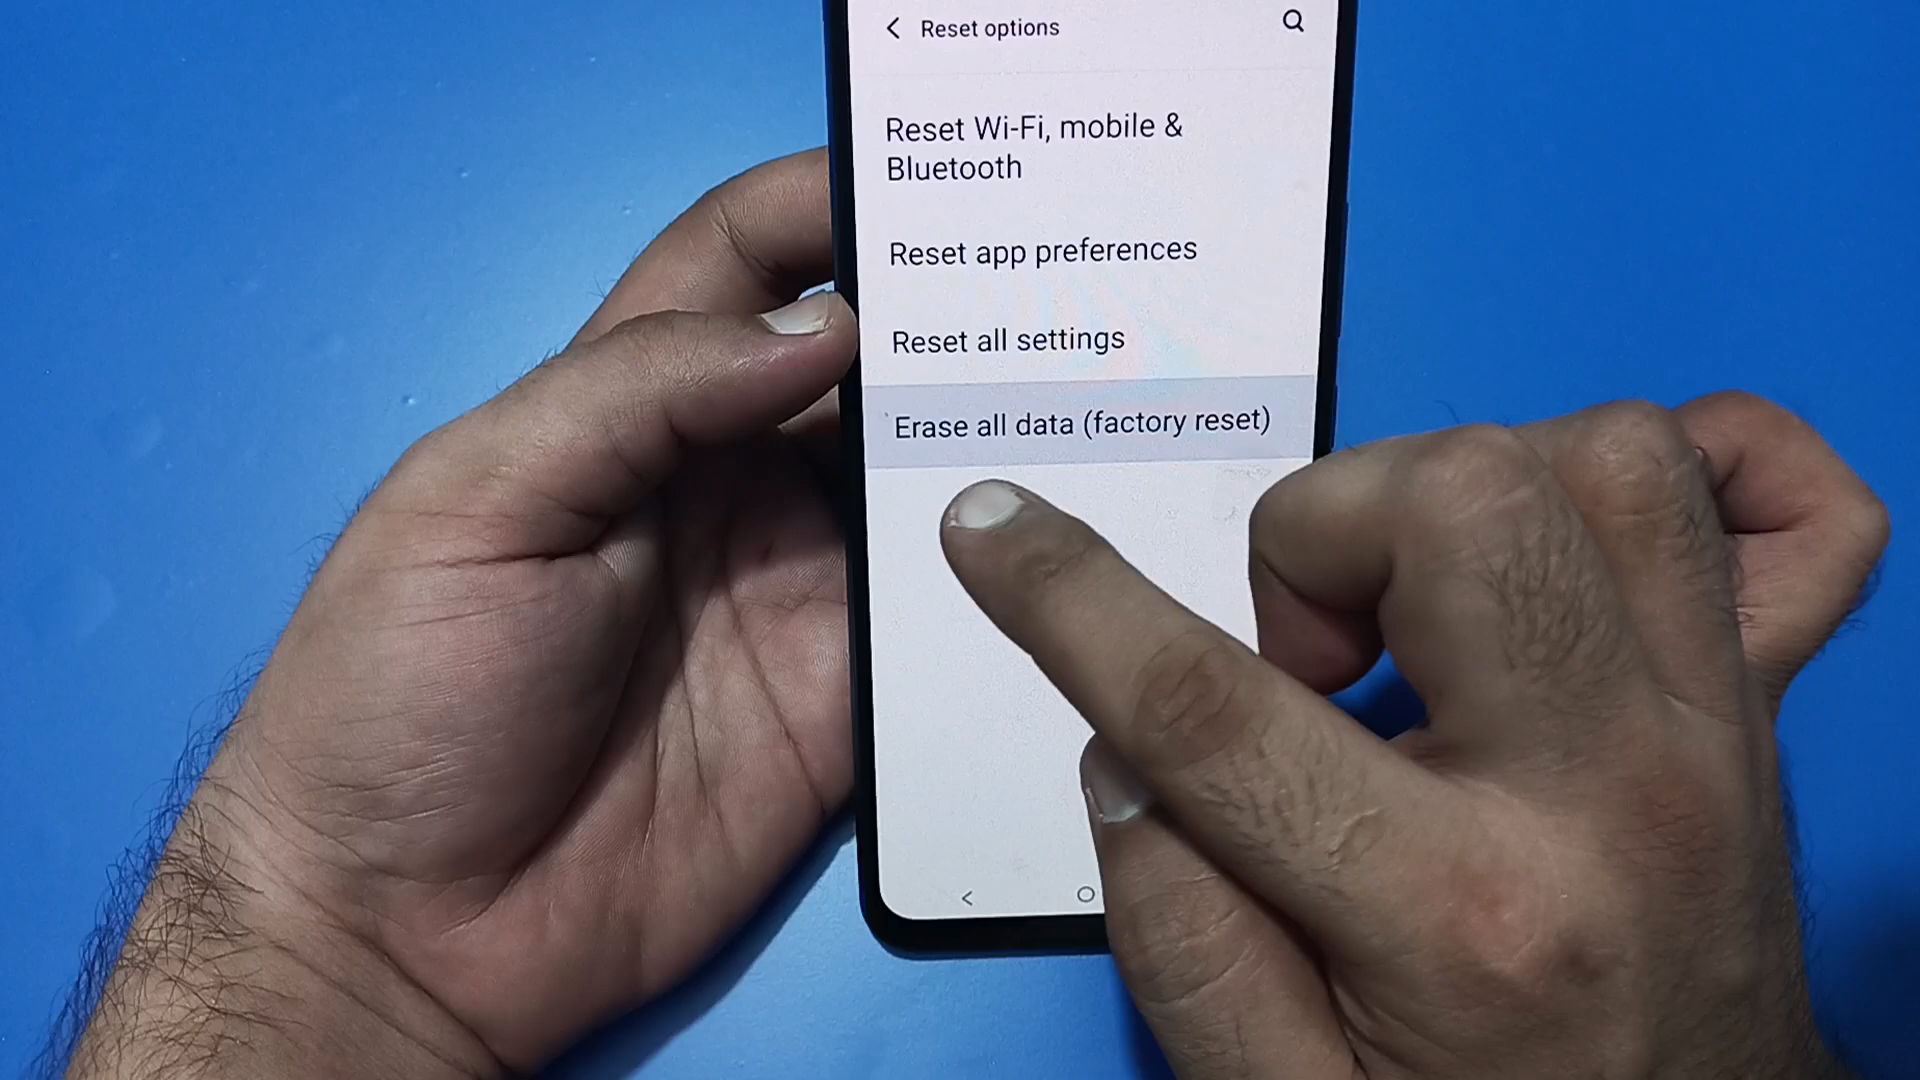 Reset options
Reset Wi-Fi, mobile &
Bluetooth
Reset app preferences
Reset all settings
Erase all data (factory reset)